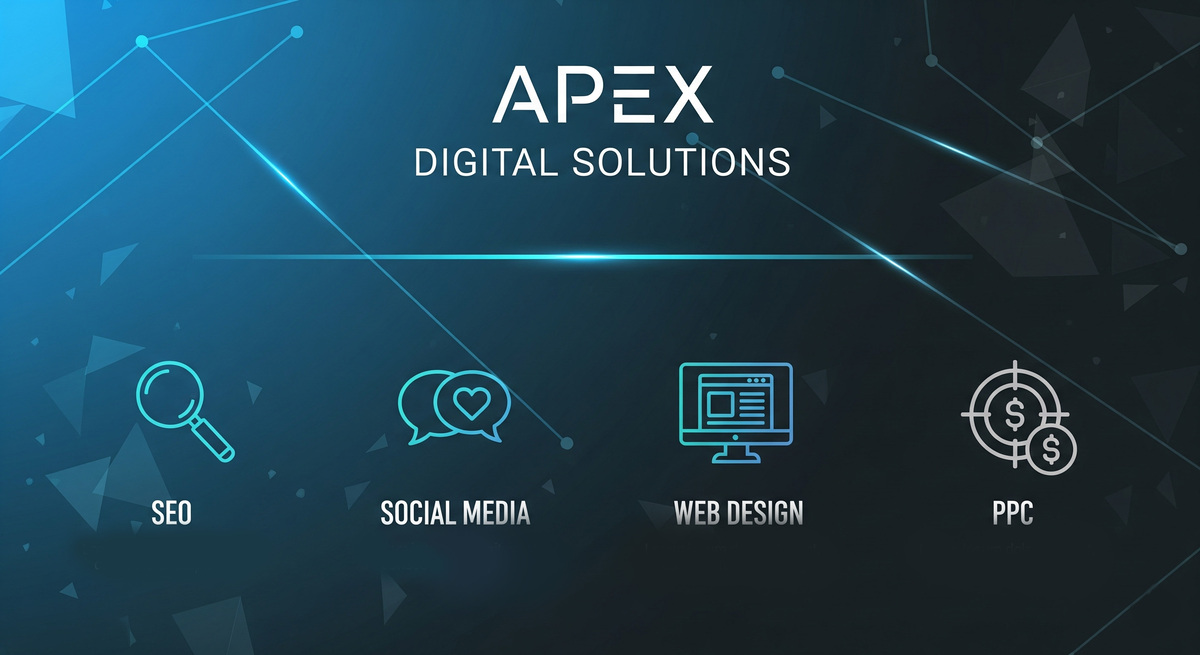 APEX
DIGITAL SOLUTIONS
$
$
SEO
SOCIAL MEDIA
WEB DESIGN
PPC